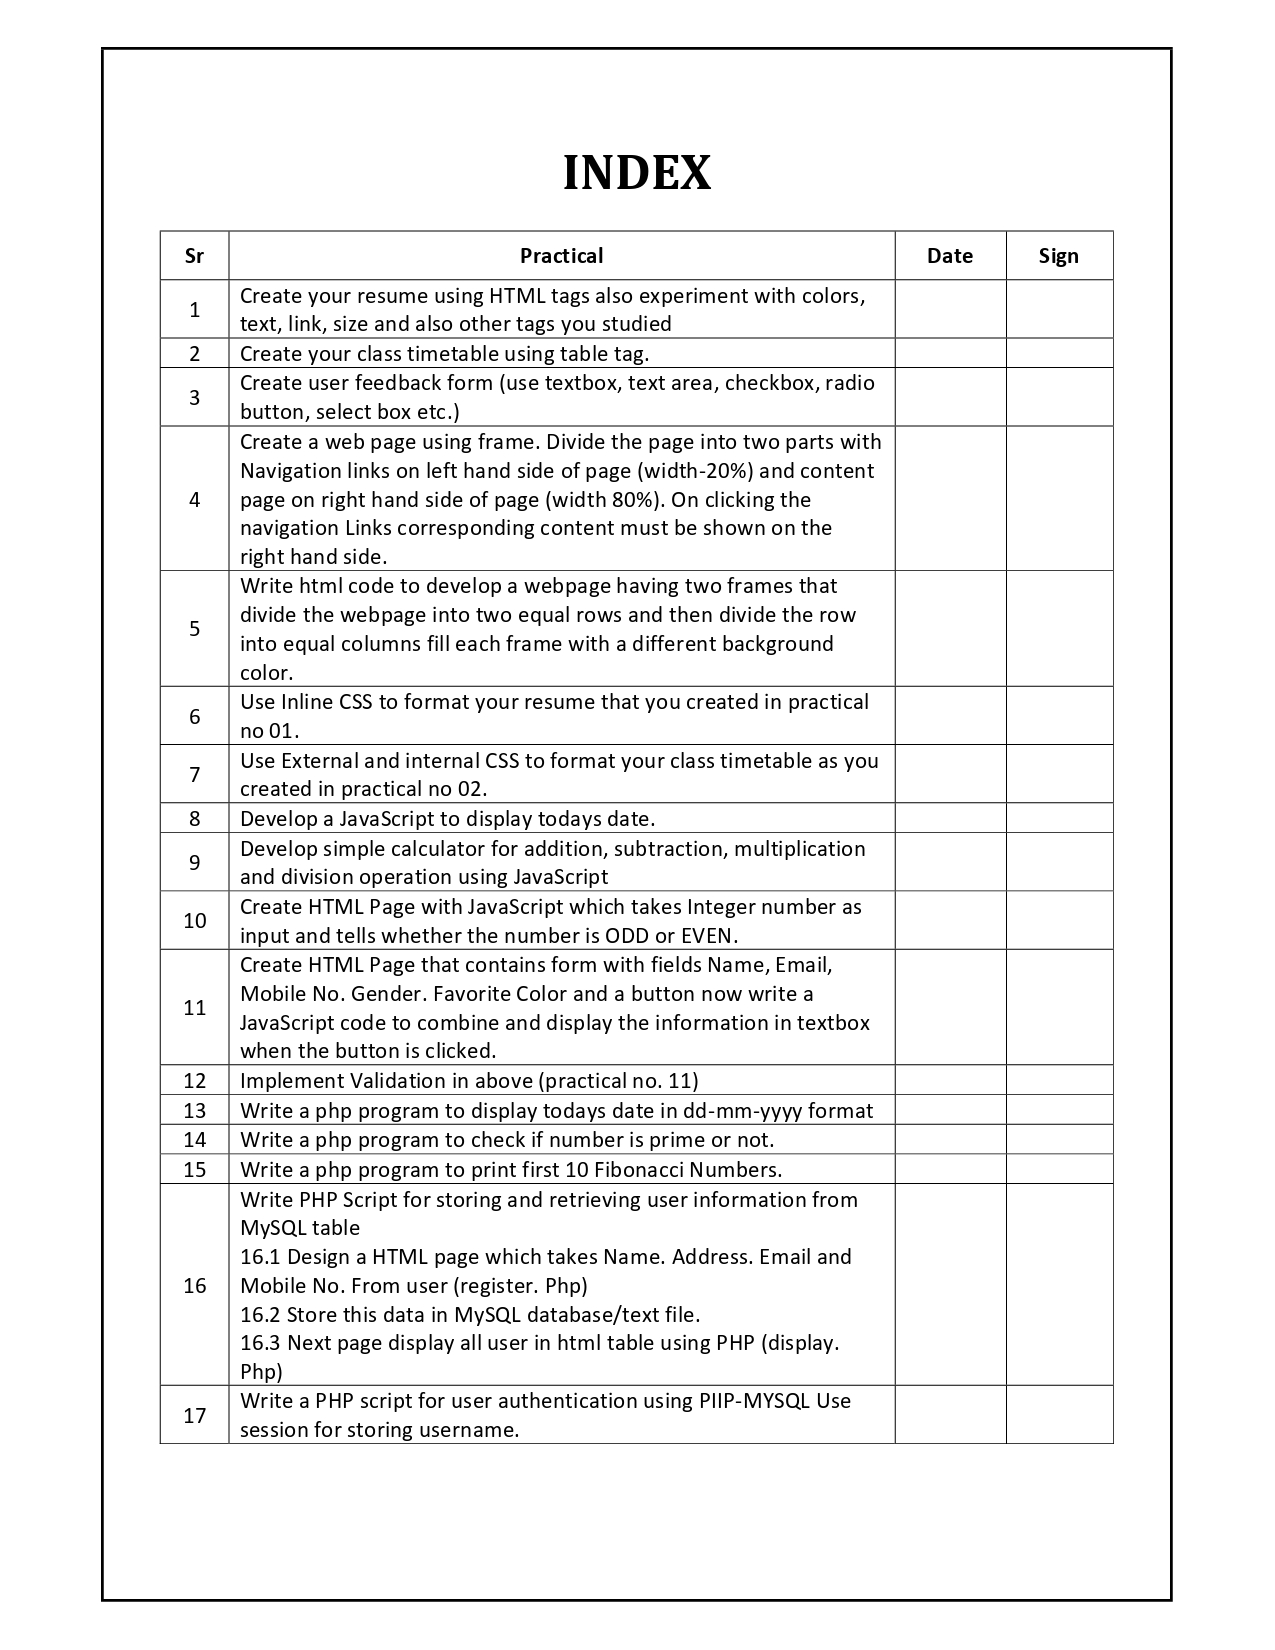 INDEX
Sr Practical Date Sign
1 Create your resume using HTML tags also experiment with colors,
text, link, size and also other tags you studied
2 Create your class timetable using table tag.
3 Create user feedback form (use textbox, text area, checkbox, radio
button, select box etc.)
4 Create a web page using frame. Divide the page into two parts with
Navigation links on left hand side of page (width-20%) and content
page on right hand side of page (width 80%). On clicking the
navigation Links corresponding content must be shown on the
right hand side.
5 Write html code to develop a webpage having two frames that
divide the webpage into two equal rows and then divide the row
into equal columns fill each frame with a different background
color.
6 Use Inline CSS to format your resume that you created in practical
no 01.
7 Use External and internal CSS to format your class timetable as you
created in practical no 02.
8 Develop a JavaScript to display todays date.
9 Develop simple calculator for addition, subtraction, multiplication
and division operation using JavaScript
10 Create HTML Page with JavaScript which takes Integer number as
input and tells whether the number is ODD or EVEN.
11 Create HTML Page that contains form with fields Name, Email,
Mobile No. Gender. Favorite Color and a button now write a
JavaScript code to combine and display the information in textbox
when the button is clicked.
12 Implement Validation in above (practical no. 11)
13 Write a php program to display todays date in dd-mm-yyyy format
14 Write a php program to check if number is prime or not.
15 Write a php program to print first 10 Fibonacci Numbers.
16 Write PHP Script for storing and retrieving user information from
MySQL table
16.1 Design a HTML page which takes Name. Address. Email and
Mobile No. From user (register. Php)
16.2 Store this data in MySQL database/text file.
16.3 Next page display all user in html table using PHP (display.
Php)
17 Write a PHP script for user authentication using PIIP-MYSQL Use
session for storing username.